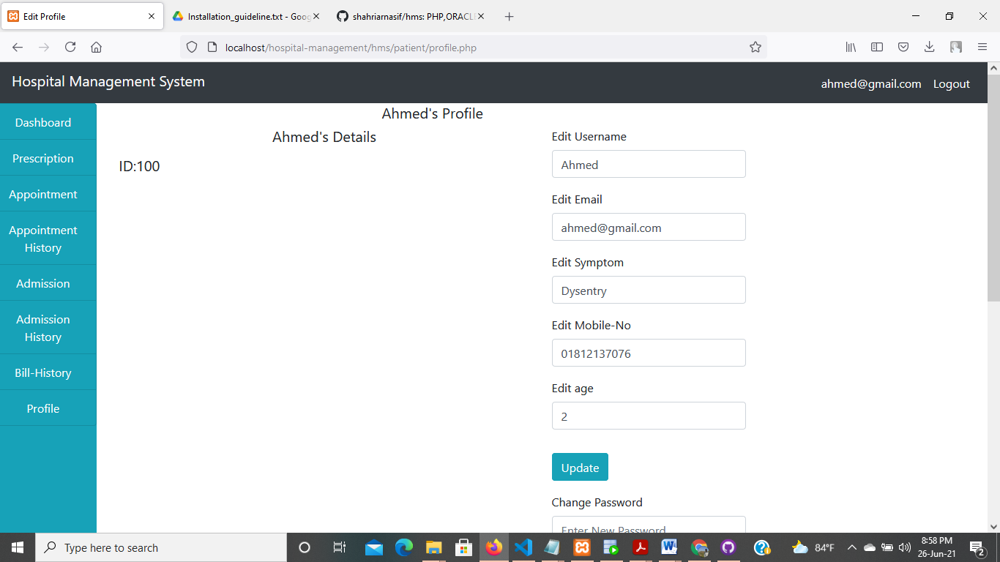 Edit Profile
Installation_guideline.txt - Goog
shahriarnasif/hms: PHP,ORACL
localhost/hospital-management/hms/patient/profile.php
Hospital Management System
ahmed@gmail.com
Logout
Dashboard
Prescription
Appointment
Appointment
History
Admission
Admission
History
Bill-History
Profile
Ahmed's Profile
Ahmed's Details
ID:100
Edit Username
Ahmed
Edit Email
ahmed@gmail.com
Edit Symptom
Dysentry
Edit Mobile-No
01812137076
Edit age
2
Update
Change Password
Enter New Password
Type here to search
84°F
8:58 PM
26-Jun-21
2